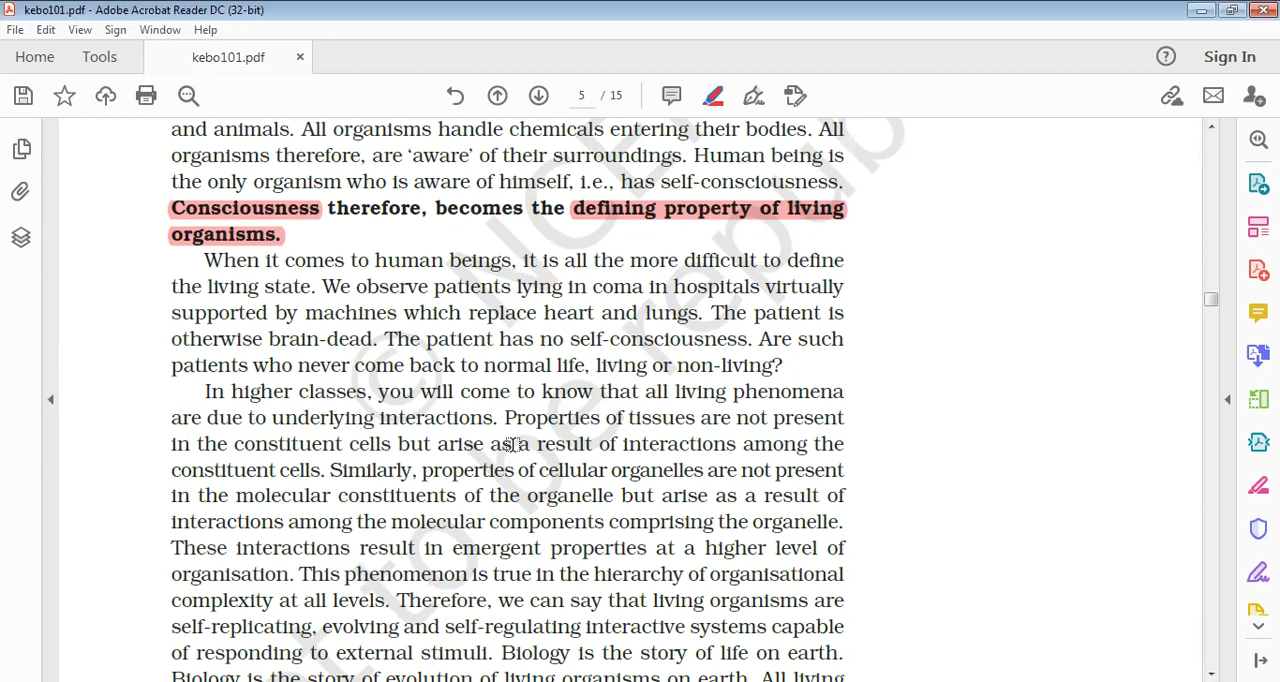 kebo101.pdf - Adobe Acrobat Reader DC (32-bit)
File Edit View Sign Window Help
Home Tools kebo101.pdf × ? Sign In
5 / 15
and animals. All organisms handle chemicals entering their bodies. All
organisms therefore, are ‘aware’ of their surroundings. Human being is
the only organism who is aware of himself, i.e., has self-consciousness.
Consciousness therefore, becomes the defining property of living
organisms.
When it comes to human beings, it is all the more difficult to define
the living state. We observe patients lying in coma in hospitals virtually
supported by machines which replace heart and lungs. The patient is
otherwise brain-dead. The patient has no self-consciousness. Are such
patients who never come back to normal life, living or non-living?
In higher classes, you will come to know that all living phenomena
are due to underlying interactions. Properties of tissues are not present
in the constituent cells but arise as a result of interactions among the
constituent cells. Similarly, properties of cellular organelles are not present
in the molecular constituents of the organelle but arise as a result of
interactions among the molecular components comprising the organelle.
These interactions result in emergent properties at a higher level of
organisation. This phenomenon is true in the hierarchy of organisational
complexity at all levels. Therefore, we can say that living organisms are
self-replicating, evolving and self-regulating interactive systems capable
of responding to external stimuli. Biology is the story of life on earth.
Biology is the story of evolution of living organisms on earth. All living
© NCE
be repub